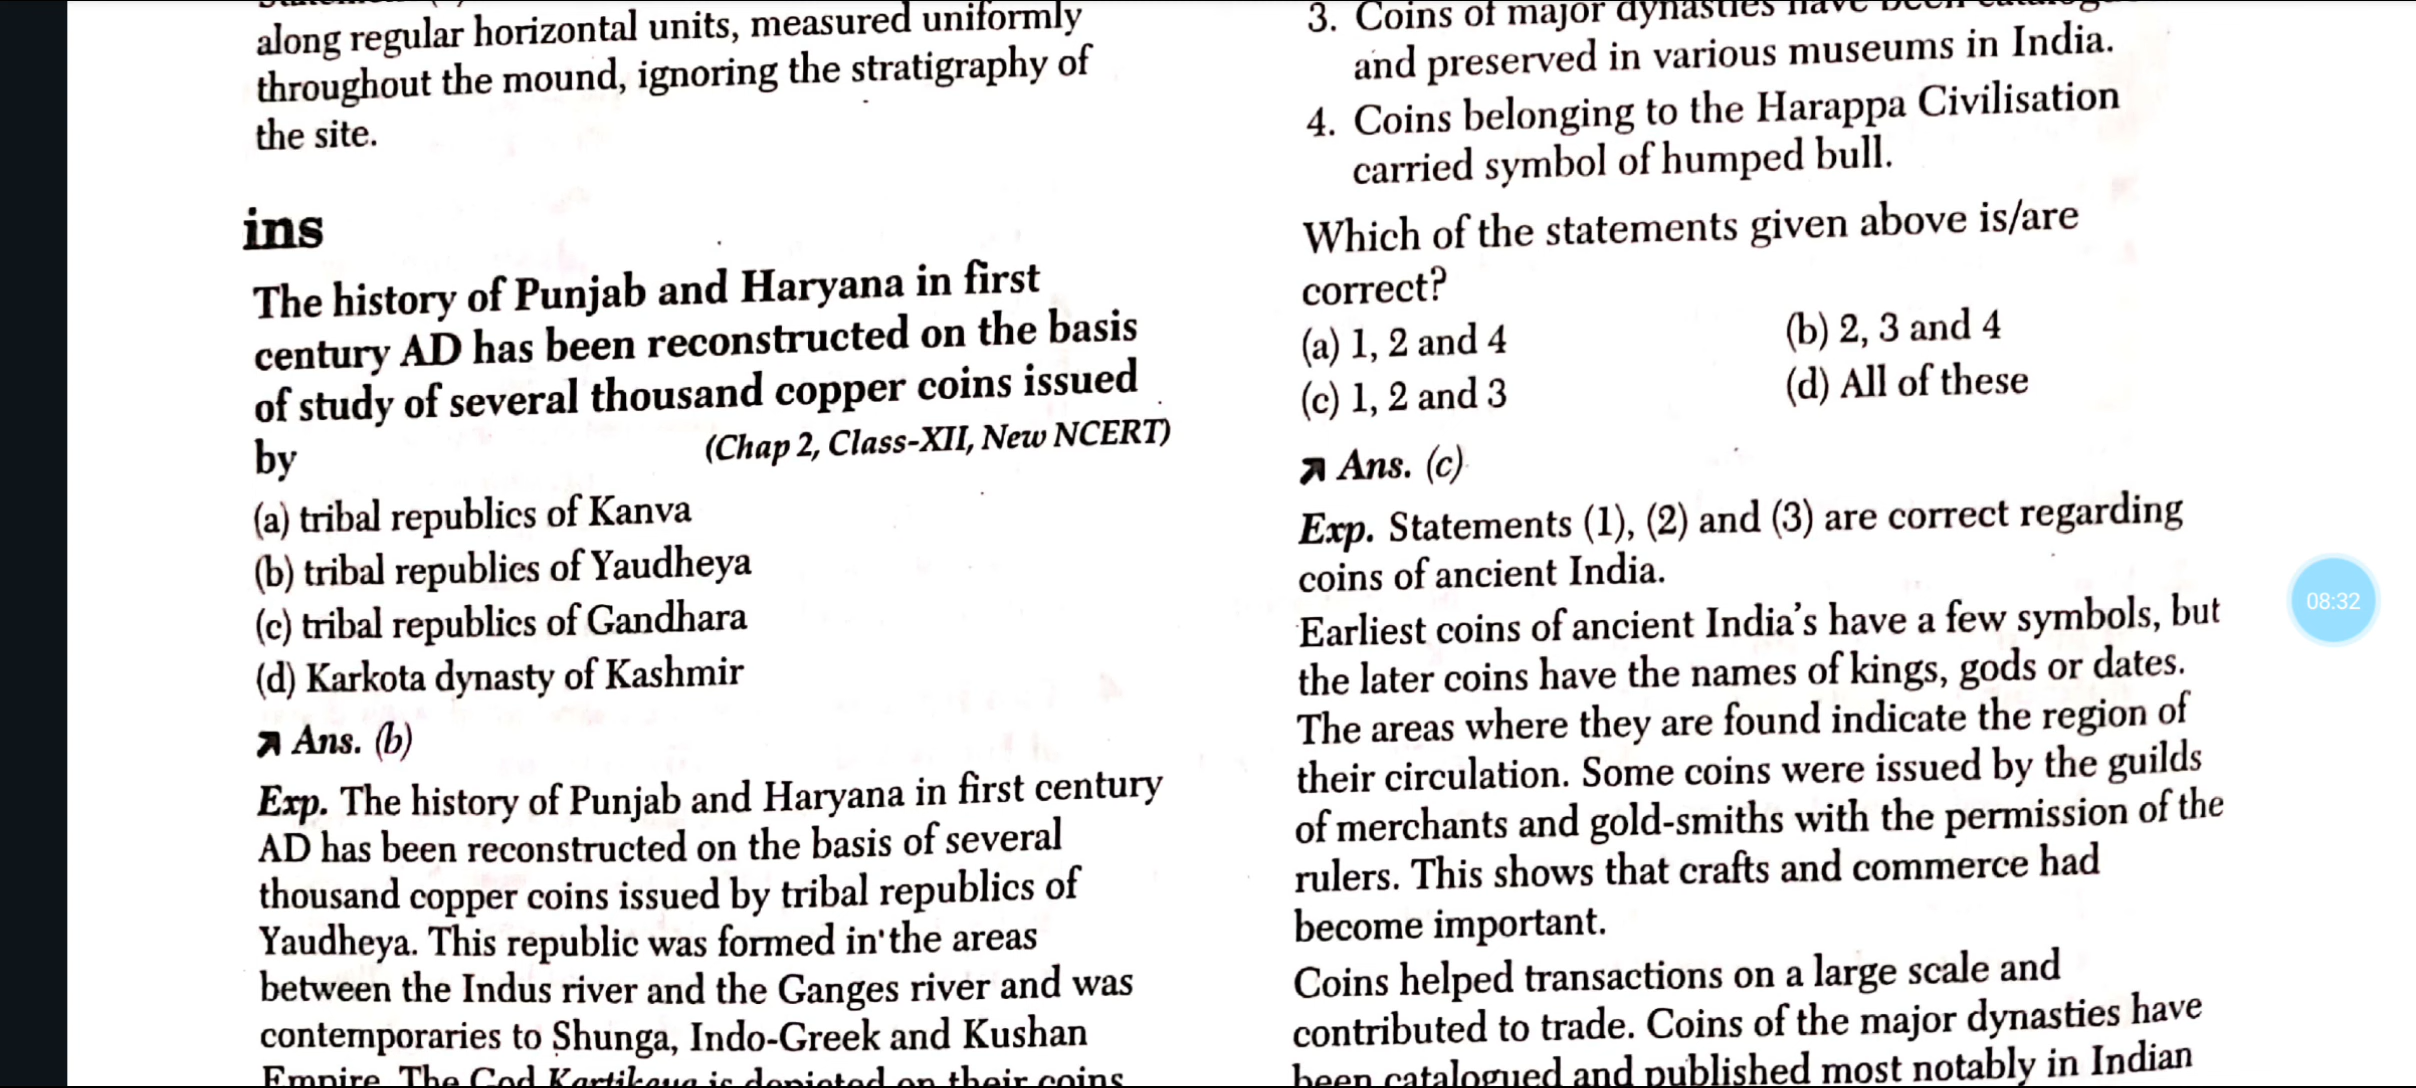 along regular horizontal units, measured uniformly
throughout the mound, ignoring the stratigraphy of
the site.
ins
The history of Punjab and Haryana in first
century AD has been reconstructed on the basis
of study of several thousand copper coins issued
by (Chap 2, Class-XII, New NCERT)
(a) tribal republics of Kanva
(b) tribal republics of Yaudheya
(c) tribal republics of Gandhara
(d) Karkota dynasty of Kashmir
Ans. (b)
Exp. The history of Punjab and Haryana in first century
AD has been reconstructed on the basis of several
thousand copper coins issued by tribal republics of
Yaudheya. This republic was formed in the areas
between the Indus river and the Ganges river and was
contemporaries to Shunga, Indo-Greek and Kushan
Empire. The God Kartikeya is depicted on their coins
3. Coins of major dynasties have been
and preserved in various museums in India.
4. Coins belonging to the Harappa Civilisation
carried symbol of humped bull.
Which of the statements given above is/are
correct?
(a) 1, 2 and 4 (b) 2, 3 and 4
(c) 1, 2 and 3 (d) All of these
Ans. (c)
Exp. Statements (1), (2) and (3) are correct regarding
coins of ancient India.
Earliest coins of ancient India's have a few symbols, but
the later coins have the names of kings, gods or dates.
The areas where they are found indicate the region of
their circulation. Some coins were issued by the guilds
of merchants and gold-smiths with the permission of the
rulers. This shows that crafts and commerce had
become important.
Coins helped transactions on a large scale and
contributed to trade. Coins of the major dynasties have
been catalogued and published most notably in Indian
08:32